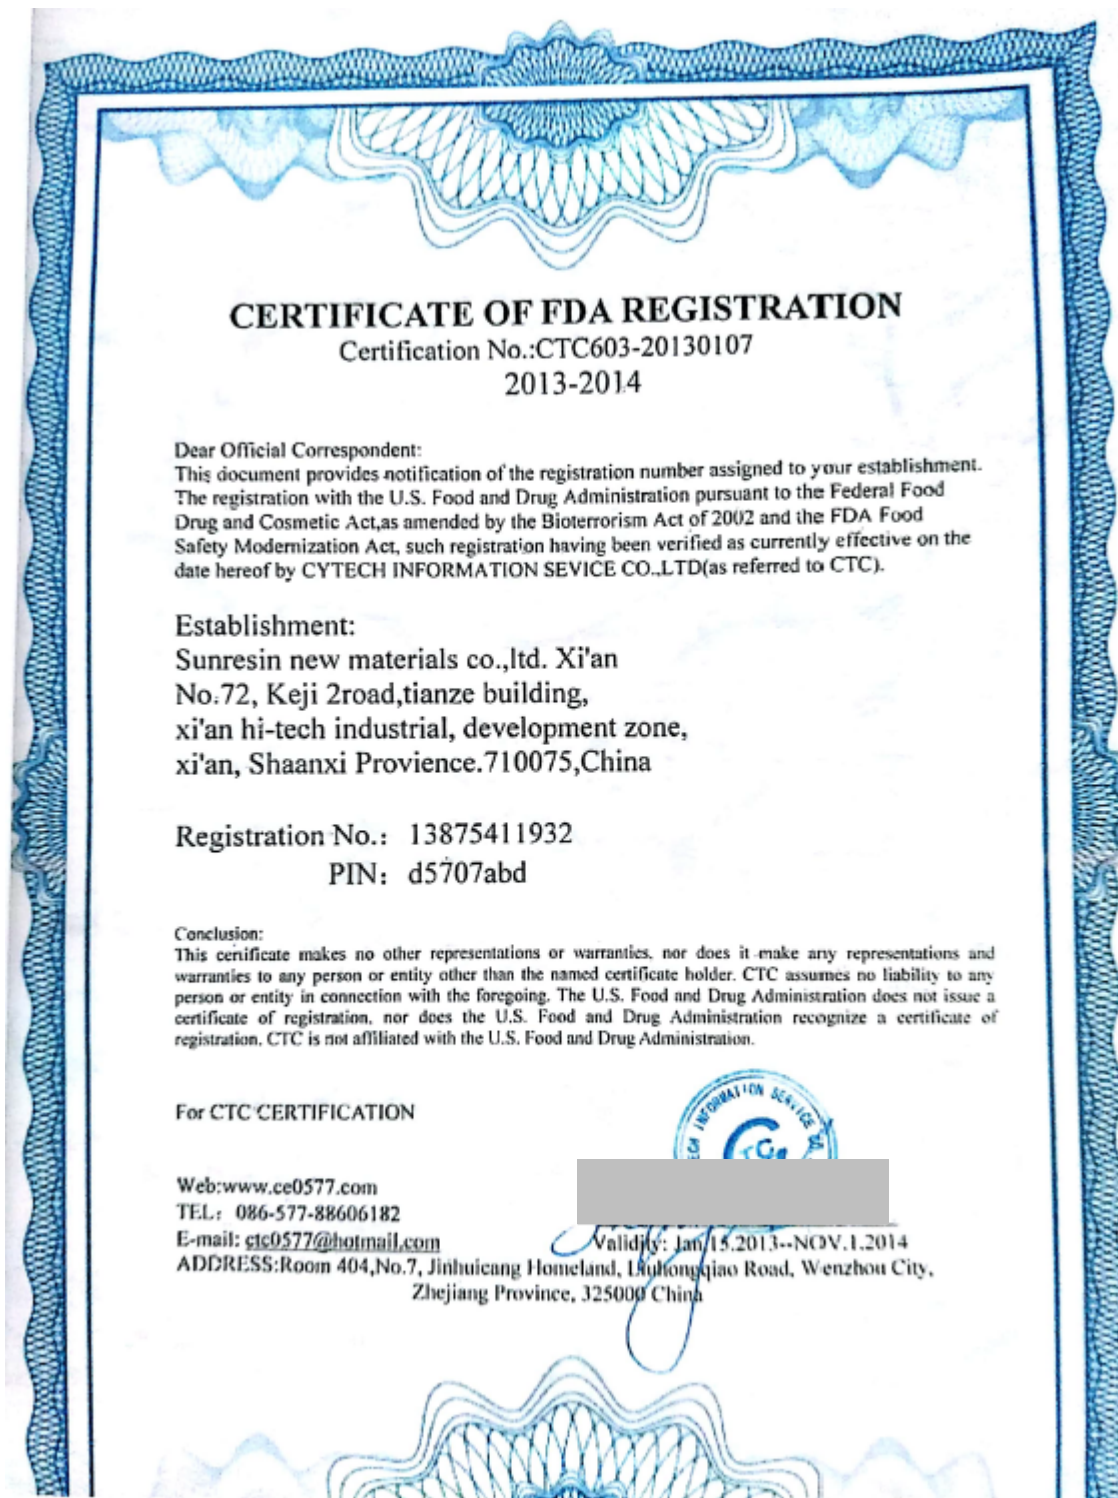 CERTIFICATE OF FDA REGISTRATION
Certification No.:CTC603-20130107
2013-2014
Dear Official Correspondent:
This document provides notification of the registration number assigned to your establishment.
The registration with the U.S. Food and Drug Administration pursuant to the Federal Food
Drug and Cosmetic Act,as amended by the Bioterrorism Act of 2002 and the FDA Food
Safety Modernization Act, such registration having been verified as currently effective on the
date hereof by CYTECH INFORMATION SEVICE CO.,LTD(as referred to CTC).
Establishment:
Sunresin new materials co.,ltd. Xi'an
No.72, Keji 2road,tianze building,
xi'an hi-tech industrial, development zone,
xi'an, Shaanxi Provience.710075,China
Registration No.: 13875411932
PIN: d5707abd
Conclusion:
This certificate makes no other representations or warranties, nor does it make any representations and
warranties to any person or entity other than the named certificate holder. CTC assumes no liability to any
person or entity in connection with the foregoing. The U.S. Food and Drug Administration does not issue a
certificate of registration, nor does the U.S. Food and Drug Administration recognize a certificate of
registration. CTC is not affiliated with the U.S. Food and Drug Administration.
For CTC CERTIFICATION
INFORMATION SERVICE CO.
Web:www.ce0577.com
TEL: 086-577-88606182
E-mail: ctc0577@hotmail.com
Validity: Jan,15.2013--NOV.1.2014
ADDRESS:Room 404,No.7, Jinhuicang Homeland, Liuhongqiao Road, Wenzhou City,
Zhejiang Province, 325000 China